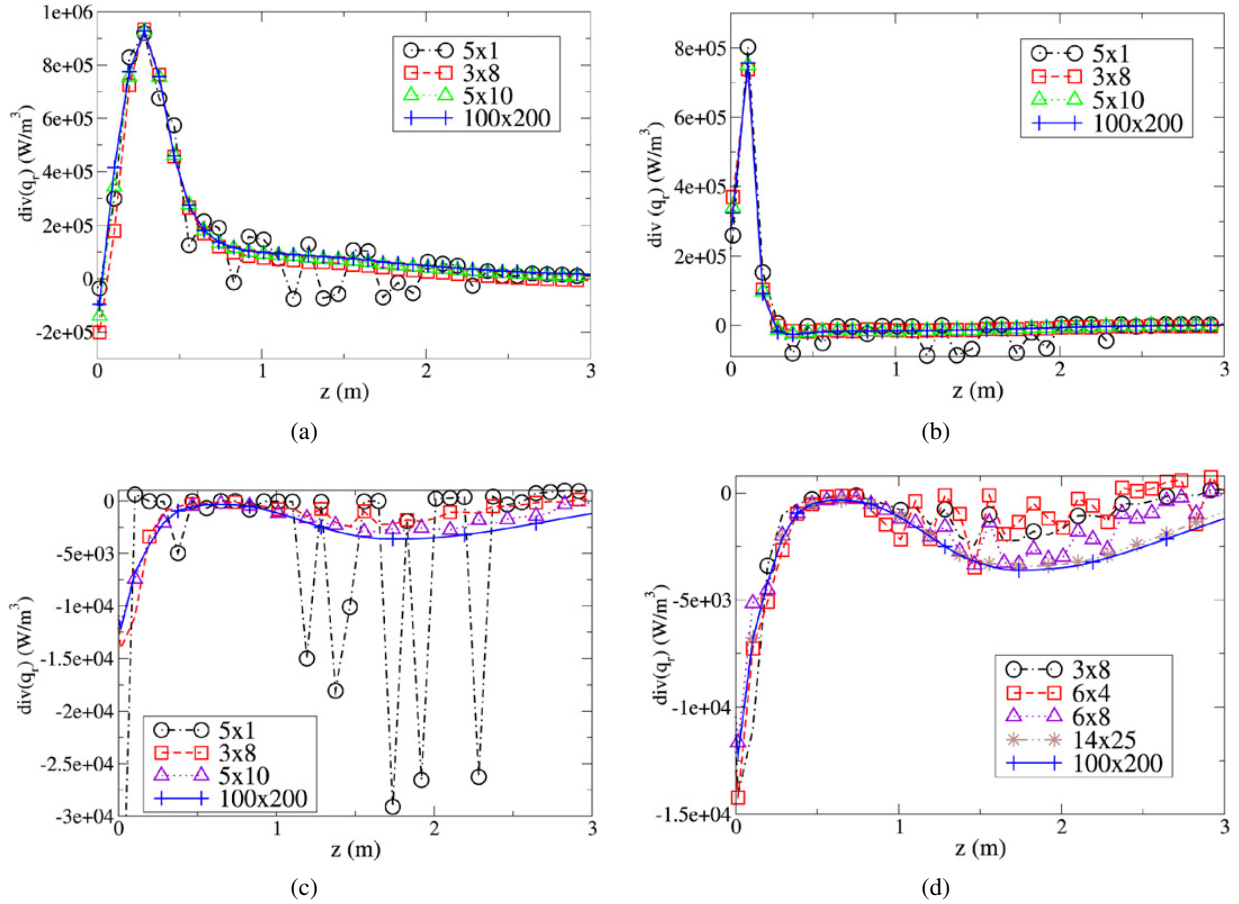 1e+06
8e+05
6e+05
4e+05
2e+05
0
-2e+05
div(q_r) (W/m^3)
5x1
3x8
5x10
100x200
0 1 2 3
z (m)
(a)
8e+05
6e+05
4e+05
2e+05
0
div (q_r) (W/m^3)
5x1
3x8
5x10
100x200
0 1 2 3
z (m)
(b)
0
-5e+03
-1e+04
-1.5e+04
-2e+04
-2.5e+04
-3e+04
div(q_r) (W/m^3)
5x1
3x8
5x10
100x200
0 1 2 3
z (m)
(c)
0
-5e+03
-1e+04
-1.5e+04
div(q_r) (W/m^3)
3x8
6x4
6x8
14x25
100x200
0 1 2 3
z (m)
(d)